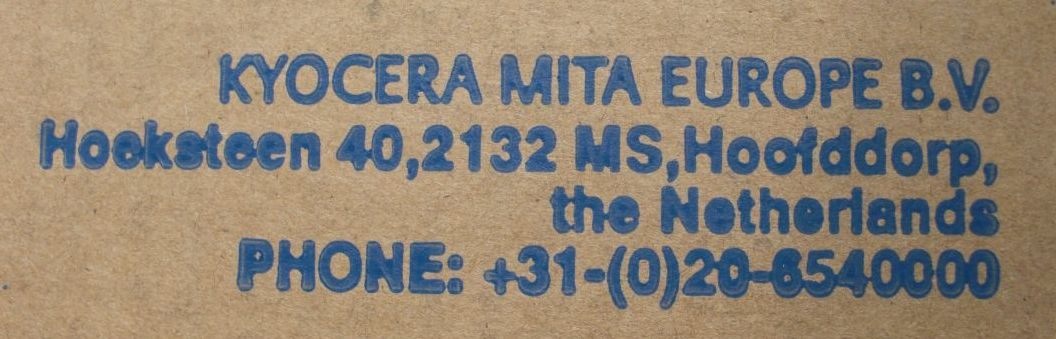 KYOCERA MITA EUROPE B.V.
Hoeksteen 40,2132 MS,Hoofddorp,
the Netherlands
PHONE: +31-(0)20-6540000